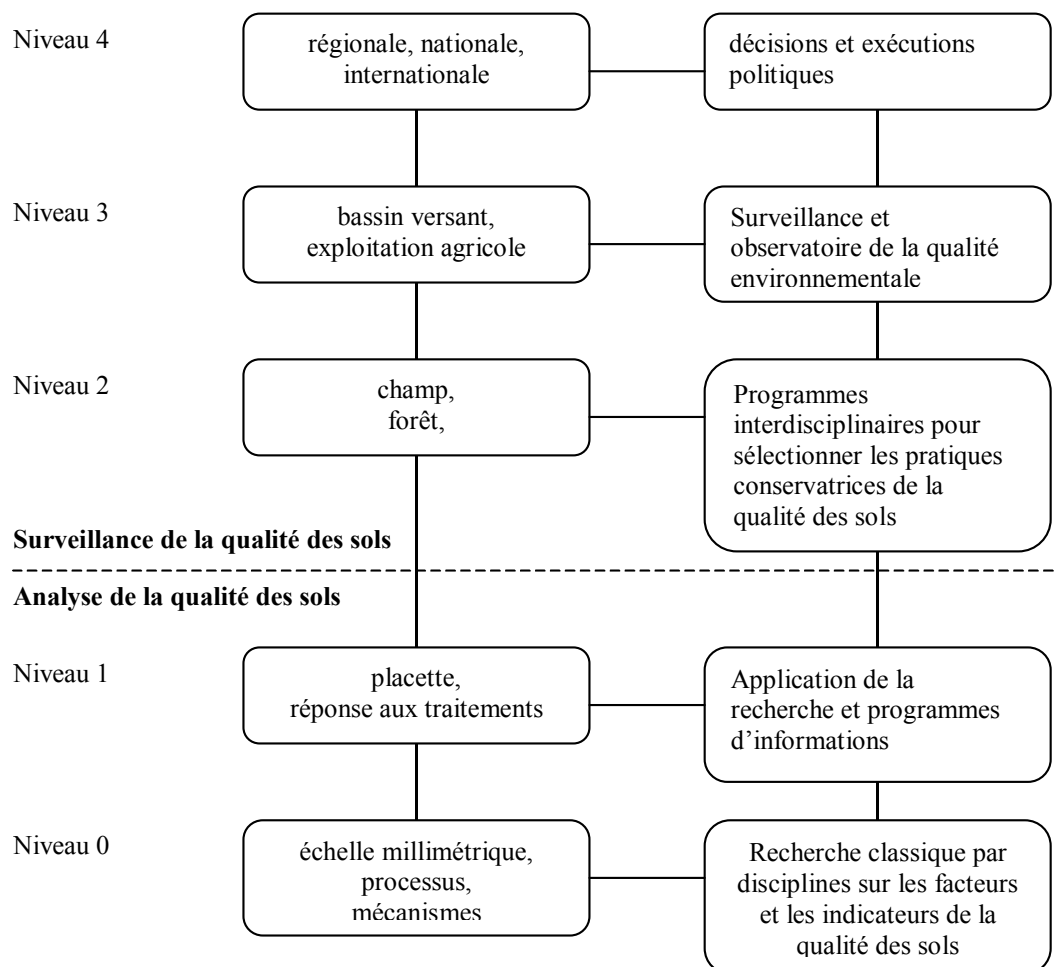 Niveau 4
régionale, nationale,
internationale
décisions et exécutions
politiques
Niveau 3
bassin versant,
exploitation agricole
Surveillance et
observatoire de la qualité
environnementale
Niveau 2
champ,
forêt,
Programmes
interdisciplinaires pour
sélectionner les pratiques
conservatrices de la
qualité des sols
Surveillance de la qualité des sols
Analyse de la qualité des sols
Niveau 1
placette,
réponse aux traitements
Application de la
recherche et programmes
d’informations
Niveau 0
échelle millimétrique,
processus,
mécanismes
Recherche classique par
disciplines sur les facteurs
et les indicateurs de la
qualité des sols